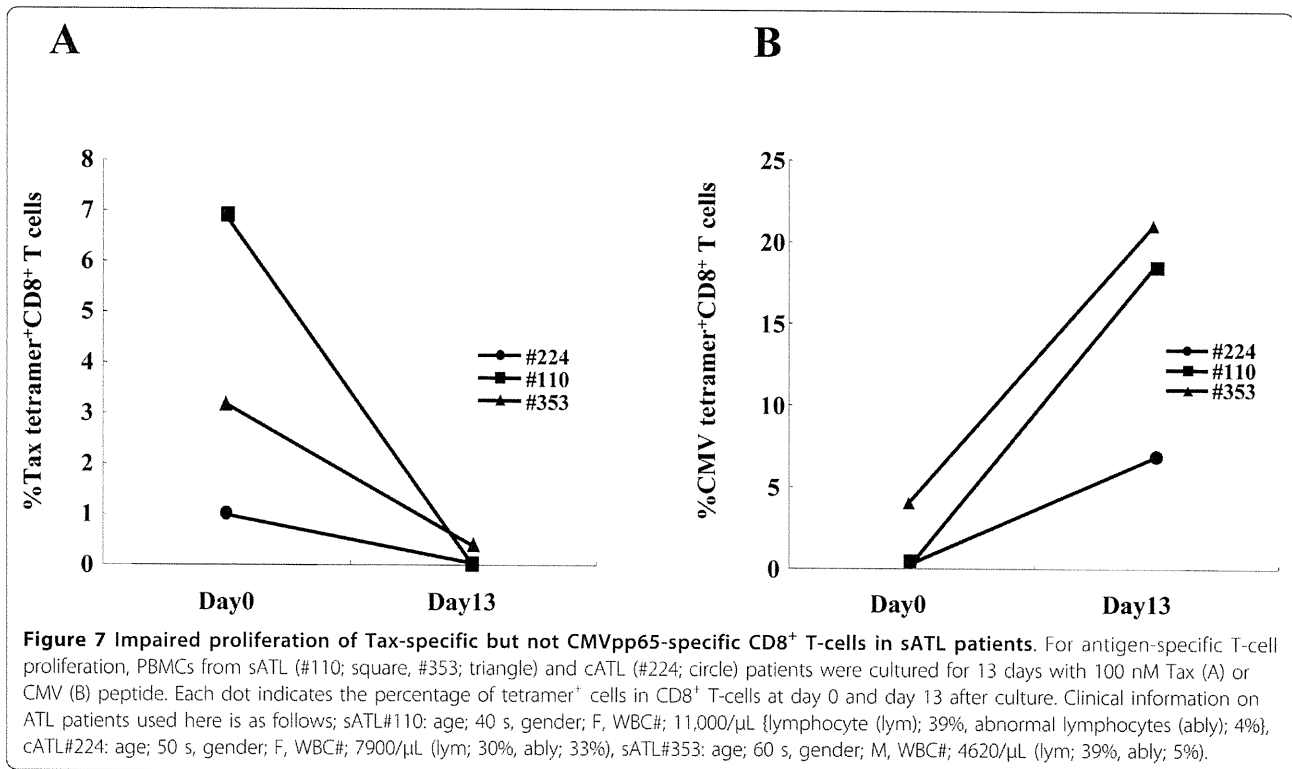 A
B
8
7
6
5
4
3
2
1
0
%Tax tetramer⁺CD8⁺ T cells
#224
#110
#353
Day0 Day13
25
20
15
10
5
0
%CMV tetramer⁺CD8⁺ T cells
#224
#110
#353
Day0 Day13
Figure 7 Impaired proliferation of Tax-specific but not CMVpp65-specific CD8⁺ T-cells in sATL patients. For antigen-specific T-cell
proliferation, PBMCs from sATL (#110; square, #353; triangle) and cATL (#224; circle) patients were cultured for 13 days with 100 nM Tax (A) or
CMV (B) peptide. Each dot indicates the percentage of tetramer⁺ cells in CD8⁺ T-cells at day 0 and day 13 after culture. Clinical information on
ATL patients used here is as follows; sATL#110: age; 40 s, gender; F, WBC#; 11,000/μL {lymphocyte (lym); 39%, abnormal lymphocytes (ably); 4%},
cATL#224: age; 50 s, gender; F, WBC#; 7900/μL (lym; 30%, ably; 33%), sATL#353: age; 60 s, gender; M, WBC#; 4620/μL (lym; 39%, ably; 5%).